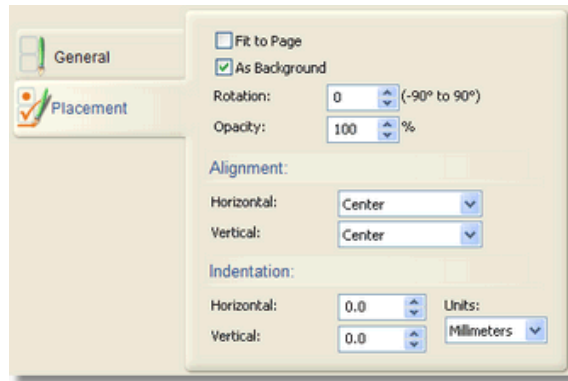 General
Placement
Fit to Page
As Background
Rotation: 0 (-90° to 90°)
Opacity: 100 %
Alignment:
Horizontal: Center
Vertical: Center
Indentation:
Horizontal: 0.0 Units:
Vertical: 0.0 Millimeters